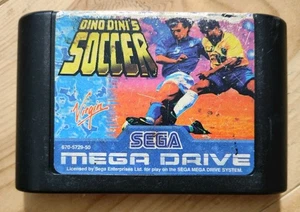 DINO DINI'S
SOCCER
Virgin
670-5725-50
SEGA
MEGA DRIVE
Licensed by Sega Enterprises Ltd. for play on the SEGA MEGA DRIVE SYSTEM.